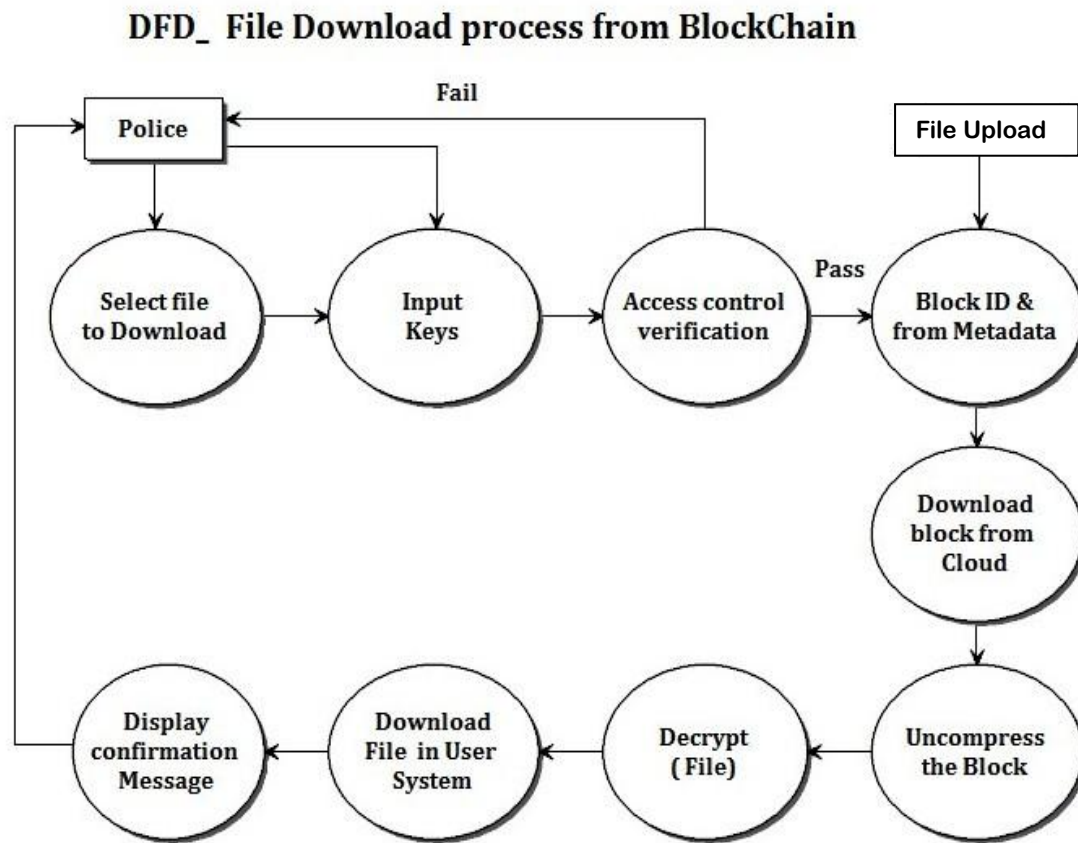 DFD_ File Download process from BlockChain
Fail
Police
File Upload
Pass
Select file
to Download
Input
Keys
Access control
verification
Block ID &
from Metadata
Download
block from
Cloud
Display
confirmation
Message
Download
File in User
System
Decrypt
( File)
Uncompress
the Block